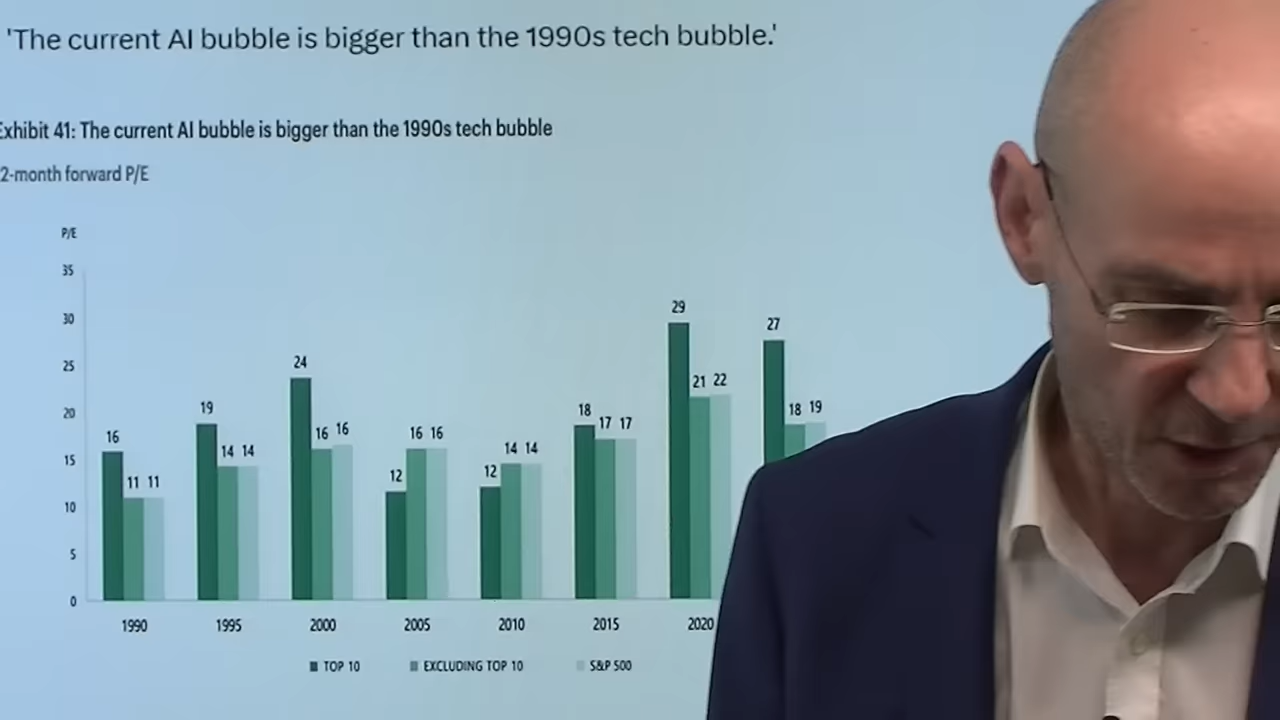 'The current AI bubble is bigger than the 1990s tech bubble.'
Exhibit 41: The current AI bubble is bigger than the 1990s tech bubble
2-month forward P/E
P/E
35
30
25
20
15
10
5
0
16 11 11
19 14 14
24 16 16
12 16 16
12 14 14
18 17 17
29 21 22
27 18 19
1990 1995 2000 2005 2010 2015 2020
TOP 10 EXCLUDING TOP 10 S&P 500